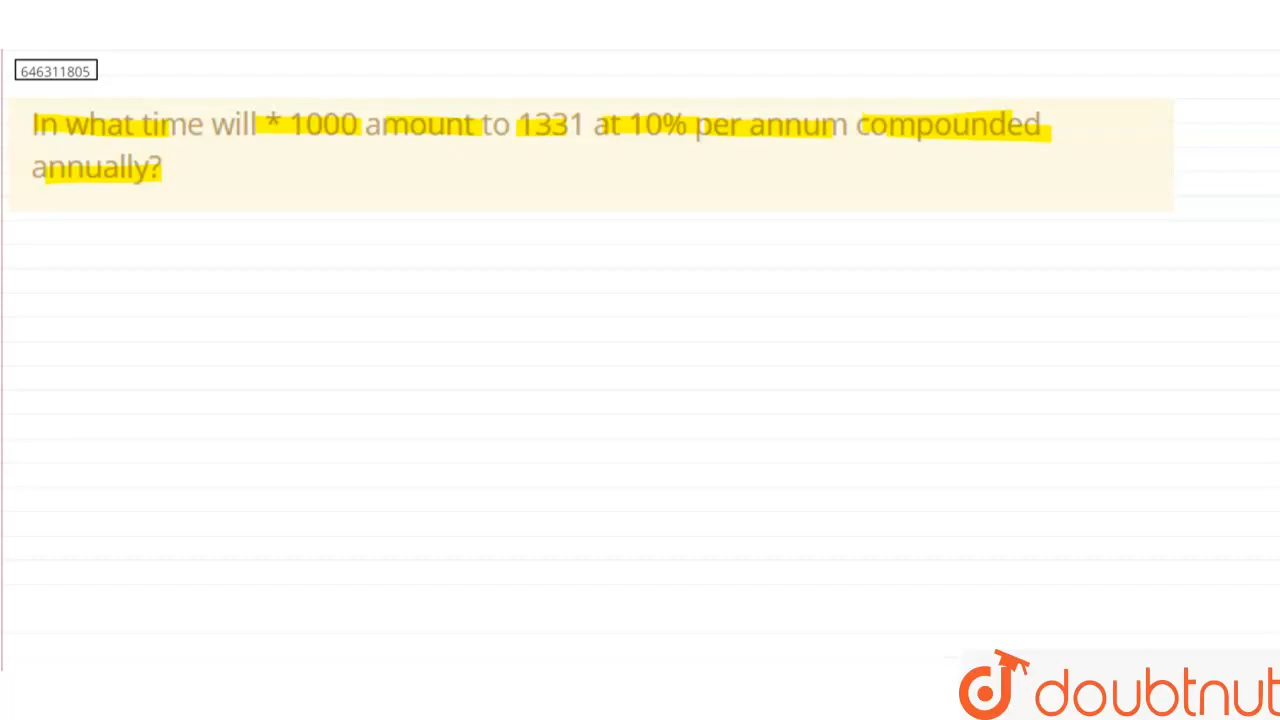 646311805
In what time will * 1000 amount to 1331 at 10% per annum compounded
annually?
doubtnut